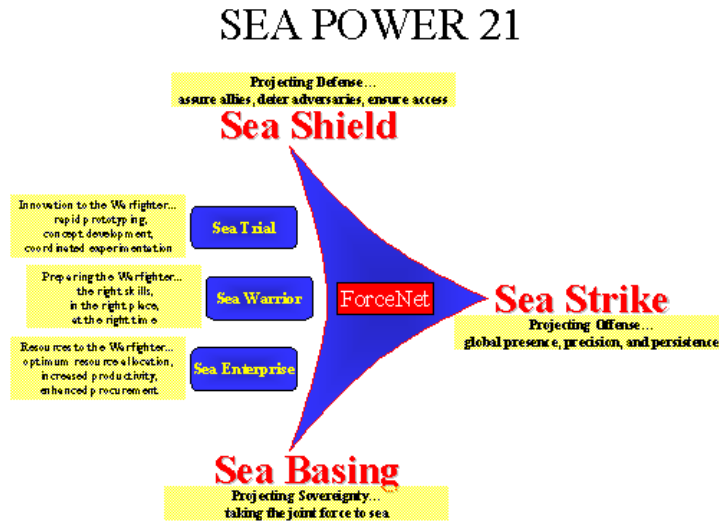 SEA POWER 21
Projecting Defense...
assure allies, deter adversaries, ensure access
Sea Shield
Innovation to the Warfighter...
rapid prototyping,
concept development,
coordinated experimentation
Sea Trial
Preparing the Warfighter...
the right skills,
in the right place,
at the right time
Sea Warrior
ForceNet
Sea Strike
Projecting Offense...
global presence, precision, and persistence
Resources to the Warfighter...
optimum resource allocation,
increased productivity,
enhanced procurement
Sea Enterprise
Sea Basing
Projecting Sovereignty...
taking the joint force to sea